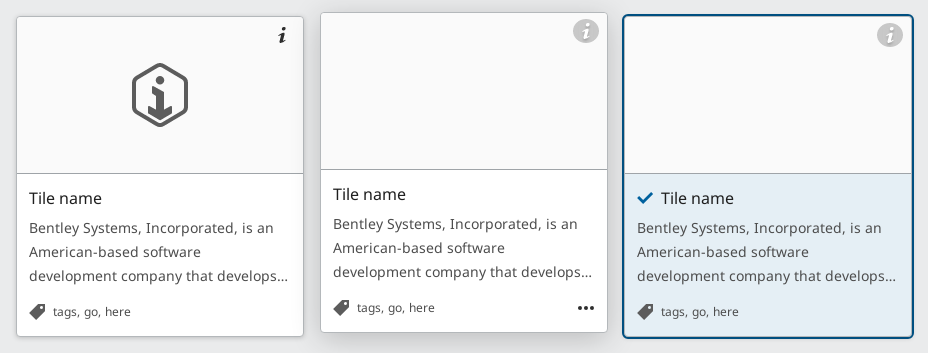 Tile name
Bentley Systems, Incorporated, is an
American-based software
development company that develops...
tags, go, here
Tile name
Bentley Systems, Incorporated, is an
American-based software
development company that develops...
tags, go, here
Tile name
Bentley Systems, Incorporated, is an
American-based software
development company that develops...
tags, go, here